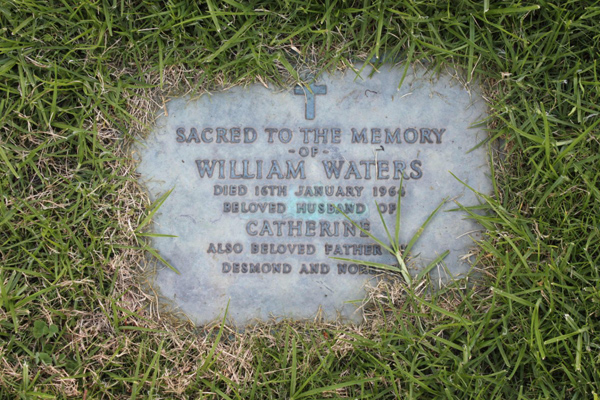 SACRED TO THE MEMORY
- OF -
WILLIAM WATERS
DIED 16TH JANUARY
BELOVED HUSBAND OF
CATHERINE
ALSO BELOVED FATHER
DESMOND AND